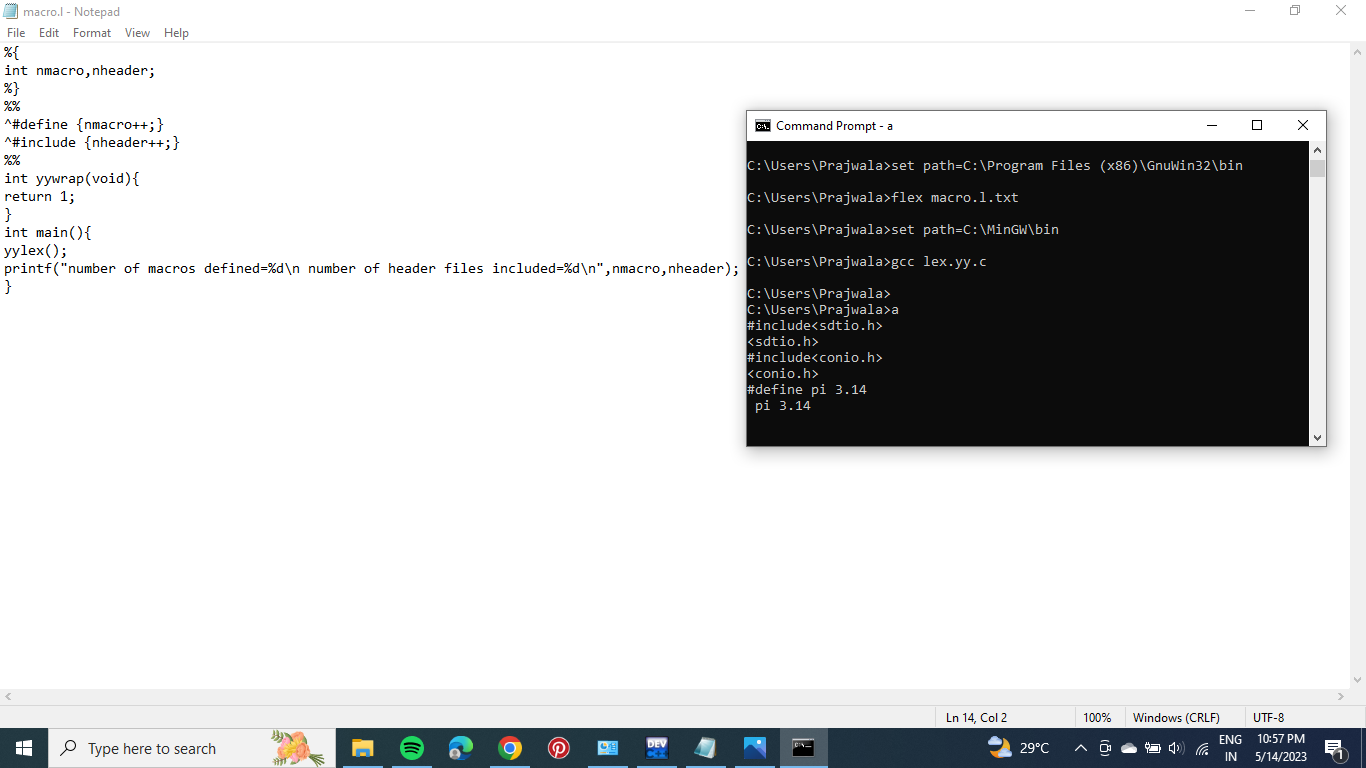 macro.l - Notepad
File Edit Format View Help
%{
int nmacro,nheader;
%}
%%
^#define {nmacro++;}
^#include {nheader++;}
%%
int yywrap(void){
return 1;
}
int main(){
yylex();
printf("number of macros defined=%d\n number of header files included=%d\n",nmacro,nheader);
}
Command Prompt - a
C:\Users\Prajwala>set path=C:\Program Files (x86)\GnuWin32\bin
C:\Users\Prajwala>flex macro.l.txt
C:\Users\Prajwala>set path=C:\MinGW\bin
C:\Users\Prajwala>gcc lex.yy.c
C:\Users\Prajwala>
C:\Users\Prajwala>a
#include<sdtio.h>
<sdtio.h>
#include<conio.h>
<conio.h>
#define pi 3.14
 pi 3.14
Ln 14, Col 2 100% Windows (CRLF) UTF-8
Type here to search
DEV
29°C
ENG
IN
10:57 PM
5/14/2023
1